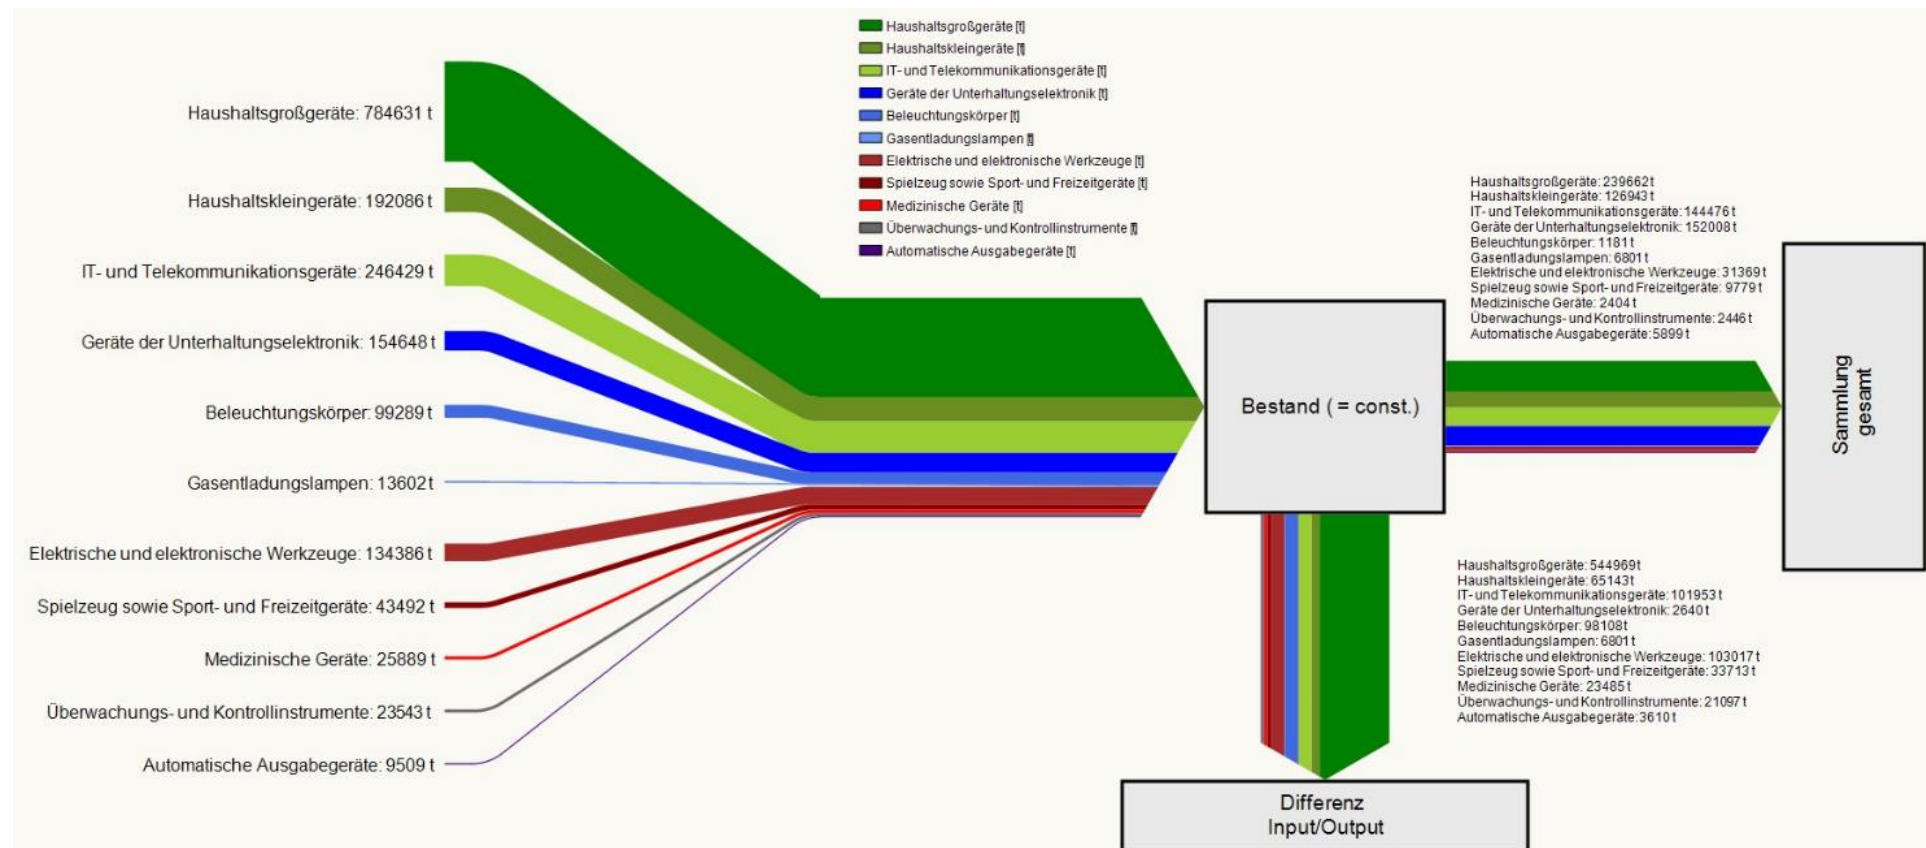 Haushaltsgroßgeräte: 784631 t
Haushaltskleingeräte: 192086 t
IT- und Telekommunikationsgeräte: 246429 t
Geräte der Unterhaltungselektronik: 154648 t
Beleuchtungskörper: 99289 t
Gasentladungslampen: 13602 t
Elektrische und elektronische Werkzeuge: 134386 t
Spielzeug sowie Sport- und Freizeitgeräte: 43492 t
Medizinische Geräte: 25889 t
Überwachungs- und Kontrollinstrumente: 23543 t
Automatische Ausgabegeräte: 9509 t
Haushaltsgroßgeräte [t]
Haushaltskleingeräte [t]
IT- und Telekommunikationsgeräte [t]
Geräte der Unterhaltungselektronik [t]
Beleuchtungskörper [t]
Gasentladungslampen [t]
Elektrische und elektronische Werkzeuge [t]
Spielzeug sowie Sport- und Freizeitgeräte [t]
Medizinische Geräte [t]
Überwachungs- und Kontrollinstrumente [t]
Automatische Ausgabegeräte [t]
Bestand ( = const.)
Haushaltsgroßgeräte: 239662 t
Haushaltskleingeräte: 126943 t
IT- und Telekommunikationsgeräte: 144476 t
Geräte der Unterhaltungselektronik: 152008 t
Beleuchtungskörper: 1181 t
Gasentladungslampen: 6801 t
Elektrische und elektronische Werkzeuge: 31369 t
Spielzeug sowie Sport- und Freizeitgeräte: 9779 t
Medizinische Geräte: 2404 t
Überwachungs- und Kontrollinstrumente: 2446 t
Automatische Ausgabegeräte: 5899 t
Sammlung
gesamt
Haushaltsgroßgeräte: 544969 t
Haushaltskleingeräte: 65143 t
IT- und Telekommunikationsgeräte: 101953 t
Geräte der Unterhaltungselektronik: 2640 t
Beleuchtungskörper: 98108 t
Gasentladungslampen: 6801 t
Elektrische und elektronische Werkzeuge: 103017 t
Spielzeug sowie Sport- und Freizeitgeräte: 33713 t
Medizinische Geräte: 23485 t
Überwachungs- und Kontrollinstrumente: 21097 t
Automatische Ausgabegeräte: 3610 t
Differenz
Input/Output